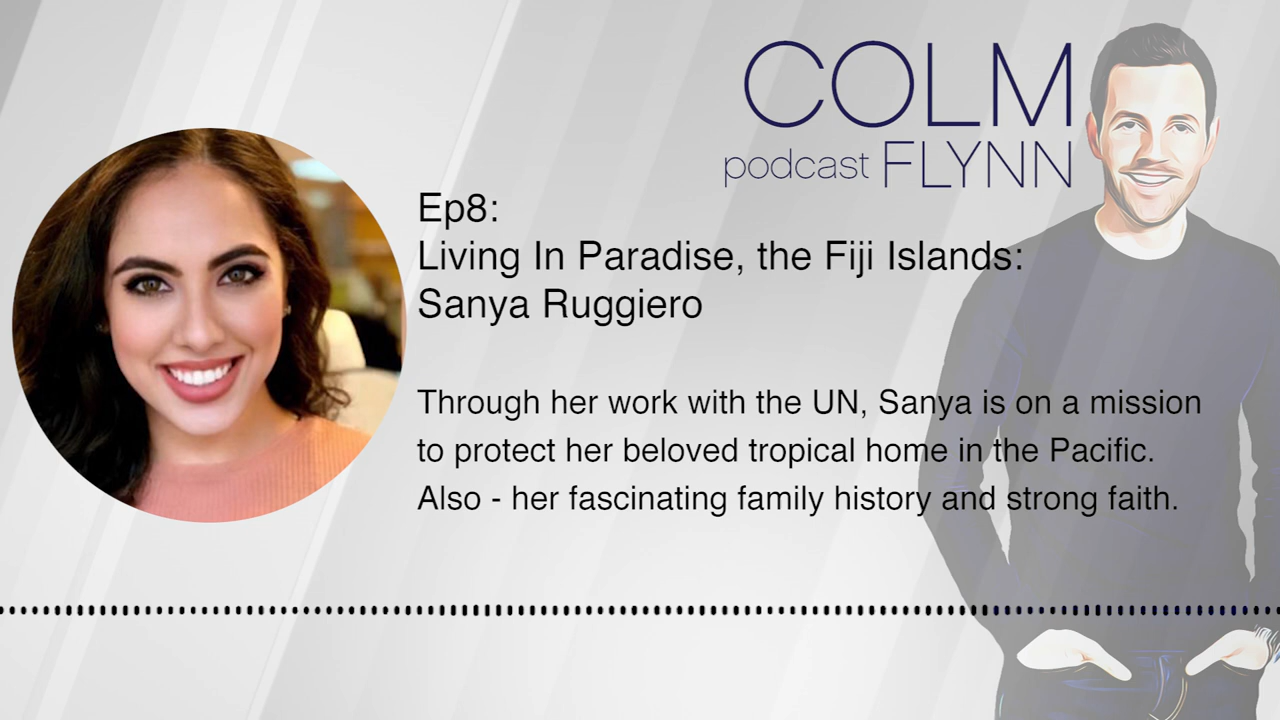 COLM
podcast FLYNN
Ep8:
Living In Paradise, the Fiji Islands:
Sanya Ruggiero
Through her work with the UN, Sanya is on a mission
to protect her beloved tropical home in the Pacific.
Also - her fascinating family history and strong faith.